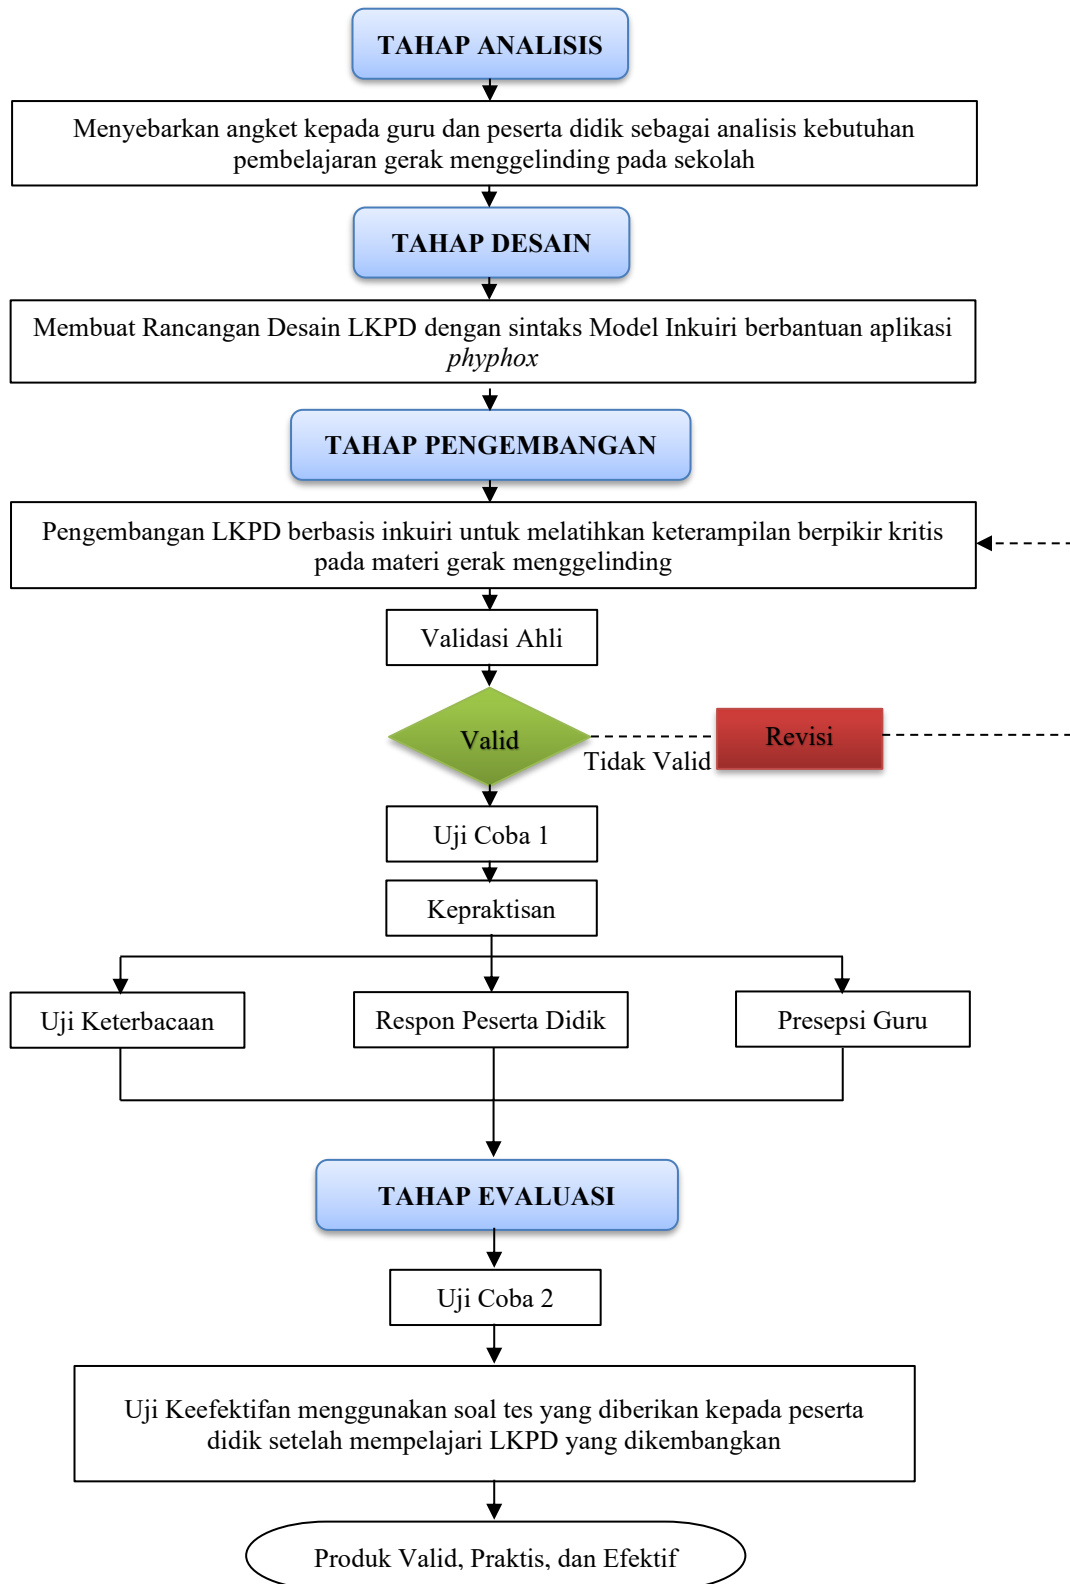 TAHAP ANALISIS
Menyebarkan angket kepada guru dan peserta didik sebagai analisis kebutuhan
pembelajaran gerak menggelinding pada sekolah
TAHAP DESAIN
Membuat Rancangan Desain LKPD dengan sintaks Model Inkuiri berbantuan aplikasi
phyphox
TAHAP PENGEMBANGAN
Pengembangan LKPD berbasis inkuiri untuk melatihkan keterampilan berpikir kritis
pada materi gerak menggelinding
Validasi Ahli
Valid
Tidak Valid
Revisi
Uji Coba 1
Kepraktisan
Uji Keterbacaan
Respon Peserta Didik
Presepsi Guru
TAHAP EVALUASI
Uji Coba 2
Uji Keefektifan menggunakan soal tes yang diberikan kepada peserta
didik setelah mempelajari LKPD yang dikembangkan
Produk Valid, Praktis, dan Efektif